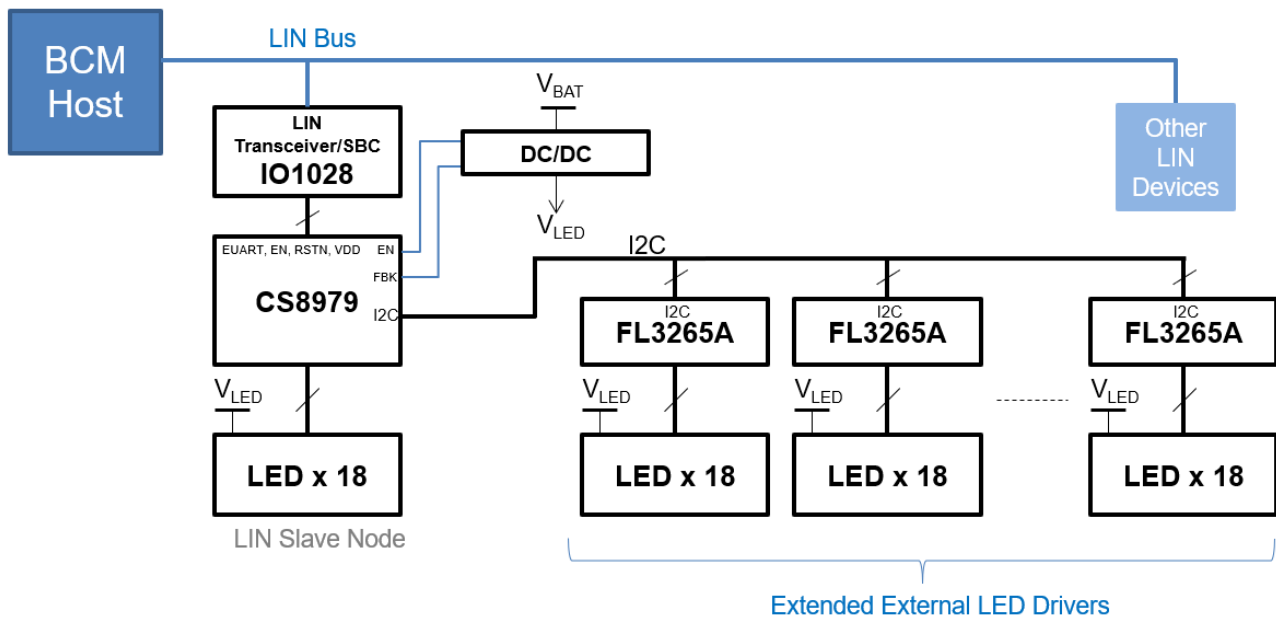 BCM
Host
LIN Bus
LIN
Transceiver/SBC
IO1028
VBAT
DC/DC
VLED
Other
LIN
Devices
EUART, EN, RSTN, VDD
EN
FBK
I2C
CS8979
I2C
I2C
FL3265A
I2C
FL3265A
I2C
FL3265A
VLED
VLED
VLED
VLED
LED x 18
LED x 18
LED x 18
LED x 18
LIN Slave Node
Extended External LED Drivers